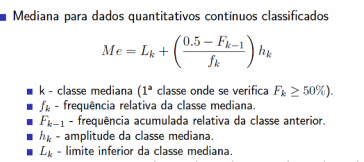 Mediana para dados quantitativos contínuos classificados
Me = L_k + ( (0.5 − F_{k−1}) / f_k ) h_k
k - classe mediana (1ª classe onde se verifica F_k ≥ 50%).
f_k - frequência relativa da classe mediana.
F_{k−1} - frequência acumulada relativa da classe anterior.
h_k - amplitude da classe mediana.
L_k - limite inferior da classe mediana.